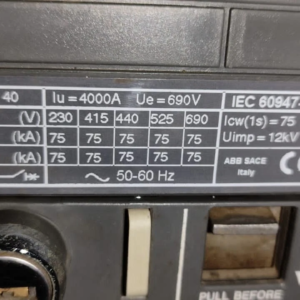 40 Iu=4000A Ue=690V IEC 60947
(V) 230 415 440 525 690 Icw(1s)=75
(kA) 75 75 75 75 75 Uimp=12kV
(kA) 75 75 75 75 75 ABB SACE
Italy CE
~ 50-60 Hz
PULL BEFORE